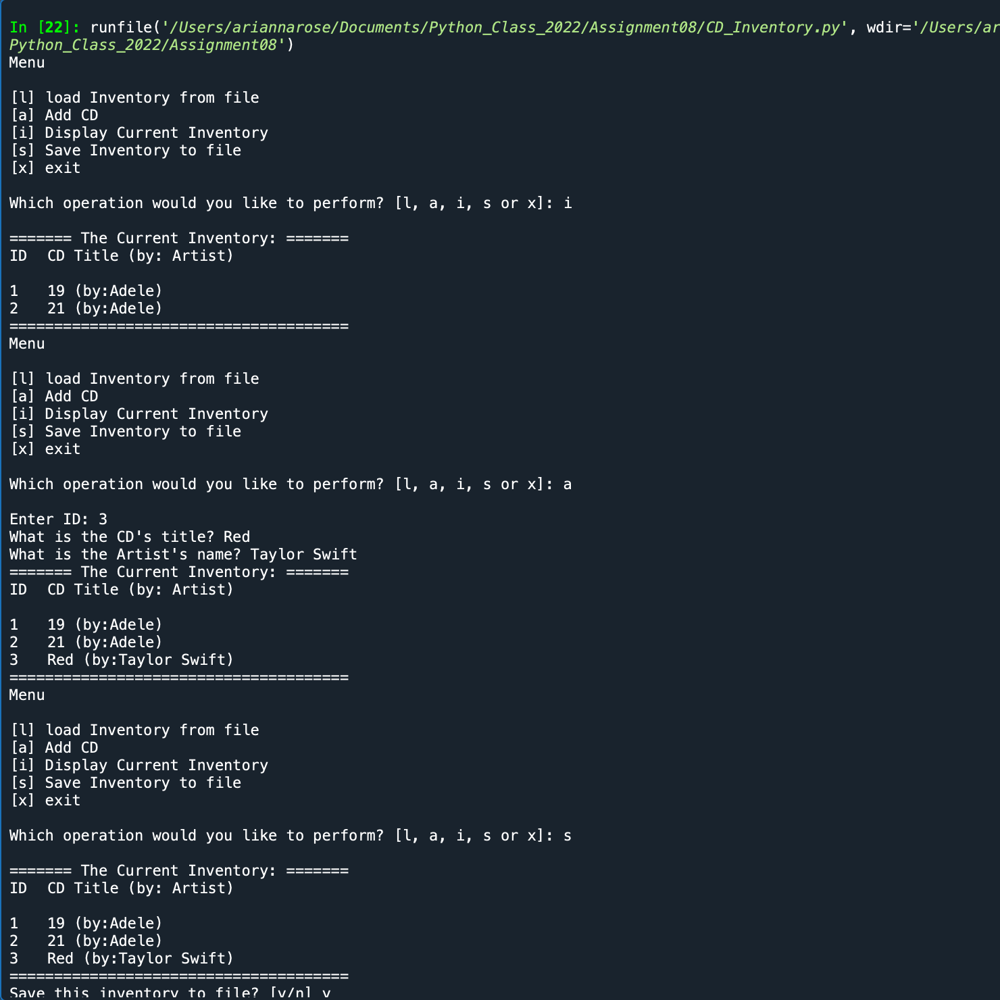 In [22]: runfile('/Users/ariannarose/Documents/Python_Class_2022/Assignment08/CD_Inventory.py', wdir='/Users/ar
Python_Class_2022/Assignment08')
Menu
[l] load Inventory from file
[a] Add CD
[i] Display Current Inventory
[s] Save Inventory to file
[x] exit
Which operation would you like to perform? [l, a, i, s or x]: i
======= The Current Inventory: =======
ID  CD Title (by: Artist)
1   19 (by:Adele)
2   21 (by:Adele)
======================================
Menu
[l] load Inventory from file
[a] Add CD
[i] Display Current Inventory
[s] Save Inventory to file
[x] exit
Which operation would you like to perform? [l, a, i, s or x]: a
Enter ID: 3
What is the CD's title? Red
What is the Artist's name? Taylor Swift
======= The Current Inventory: =======
ID  CD Title (by: Artist)
1   19 (by:Adele)
2   21 (by:Adele)
3   Red (by:Taylor Swift)
======================================
Menu
[l] load Inventory from file
[a] Add CD
[i] Display Current Inventory
[s] Save Inventory to file
[x] exit
Which operation would you like to perform? [l, a, i, s or x]: s
======= The Current Inventory: =======
ID  CD Title (by: Artist)
1   19 (by:Adele)
2   21 (by:Adele)
3   Red (by:Taylor Swift)
======================================
Save this inventory to file? [y/n] y